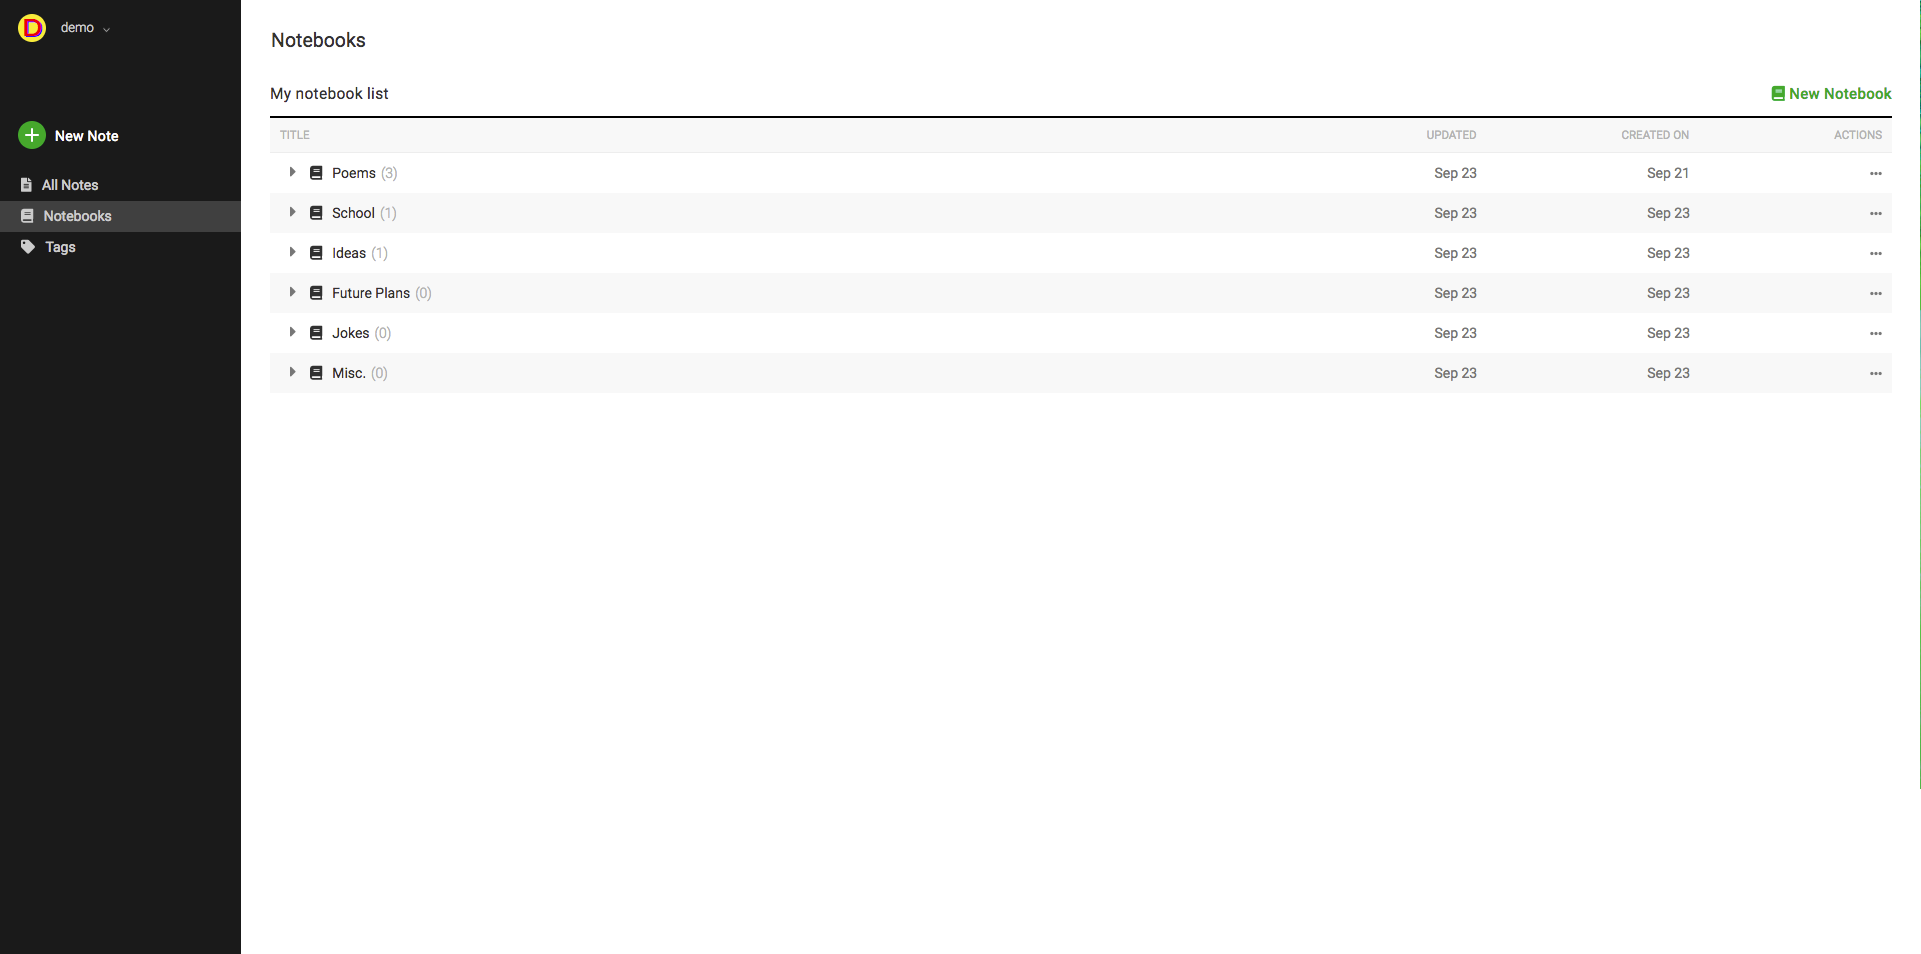 D demo
New Note
All Notes
Notebooks
Tags
Notebooks
My notebook list New Notebook
TITLE UPDATED CREATED ON ACTIONS
Poems (3) Sep 23 Sep 21
School (1) Sep 23 Sep 23
Ideas (1) Sep 23 Sep 23
Future Plans (0) Sep 23 Sep 23
Jokes (0) Sep 23 Sep 23
Misc. (0) Sep 23 Sep 23